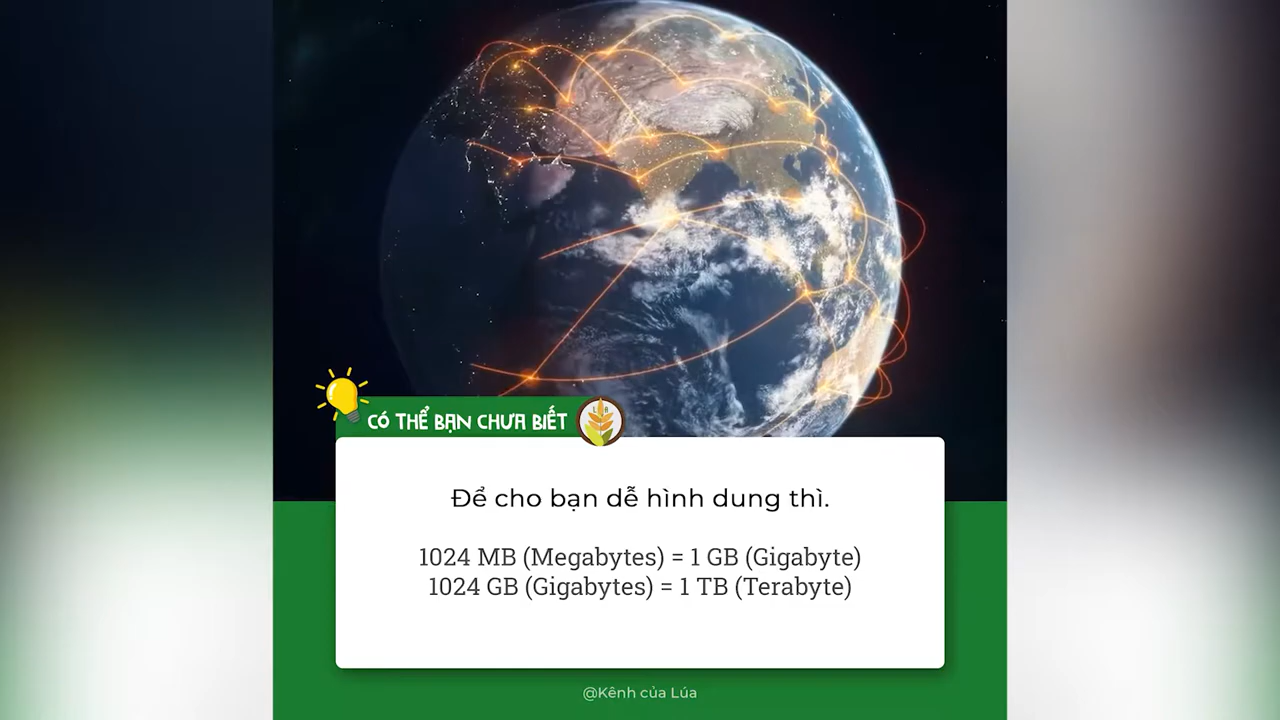 CÓ THỂ BẠN CHƯA BIẾT
Để cho bạn dễ hình dung thì.
1024 MB (Megabytes) = 1 GB (Gigabyte)
1024 GB (Gigabytes) = 1 TB (Terabyte)
@Kênh của Lúa